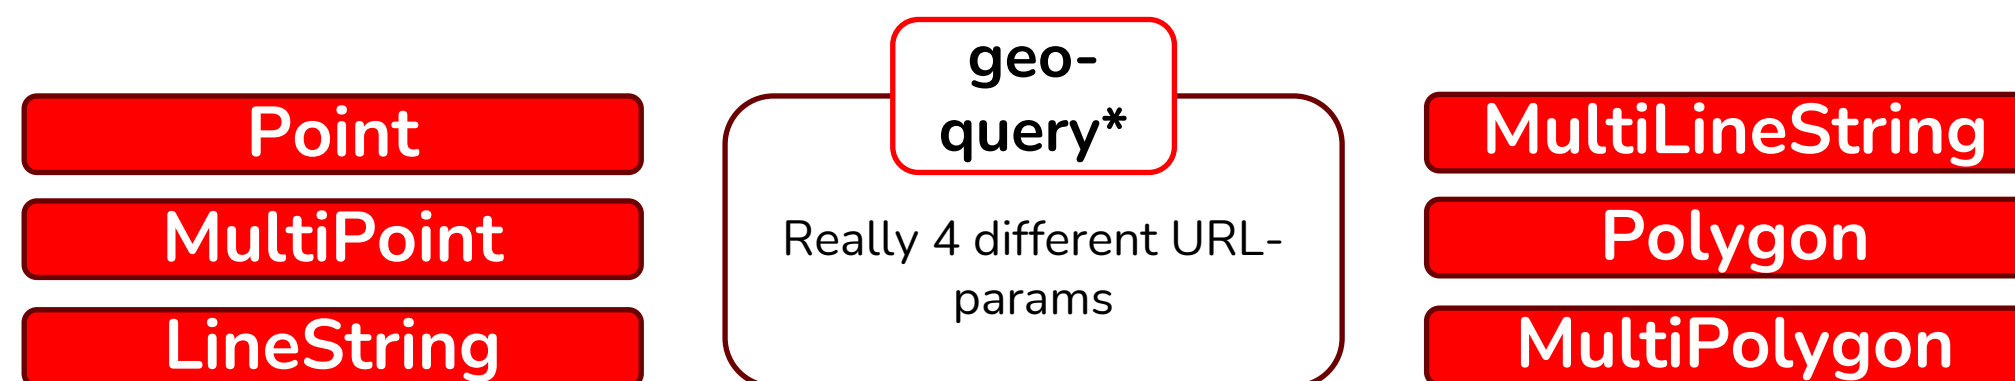 Point
MultiPoint
LineString
geo-
query*
Really 4 different URL-
params
MultiLineString
Polygon
MultiPolygon